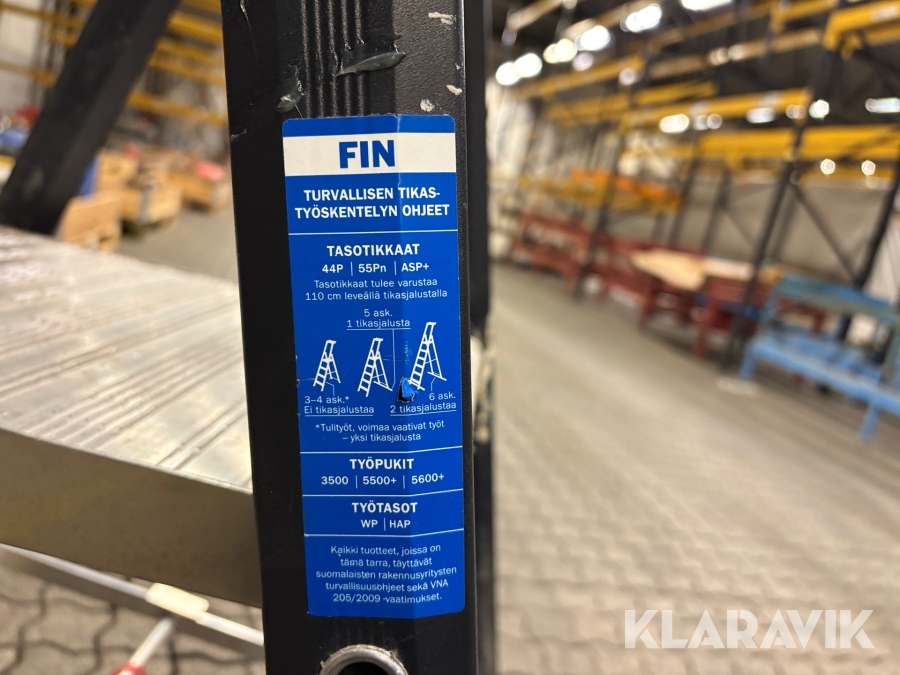 FIN
TURVALLISEN TIKAS-
TYÖSKENTELYN OHJEET
TASOTIKKAAT
44P | 55Pn | ASP+
Tasotikkaat tulee varustaa
110 cm leveällä tikasjalustalla
5 ask.
1 tikasjalusta
3–4 ask.*
Ei tikasjalustaa
6 ask.
2 tikasjalustaa
*Tulityöt, voimaa vaativat työt
– yksi tikasjalusta
TYÖPUKIT
3500 | 5500+ | 5600+
TYÖTASOT
WP | HAP
Kaikki tuotteet, joissa on
tämä tarra, täyttävät
suomalaisten rakennusyritysten
turvallisuusohjeet sekä VNA
205/2009 -vaatimukset.
KLARAVIK